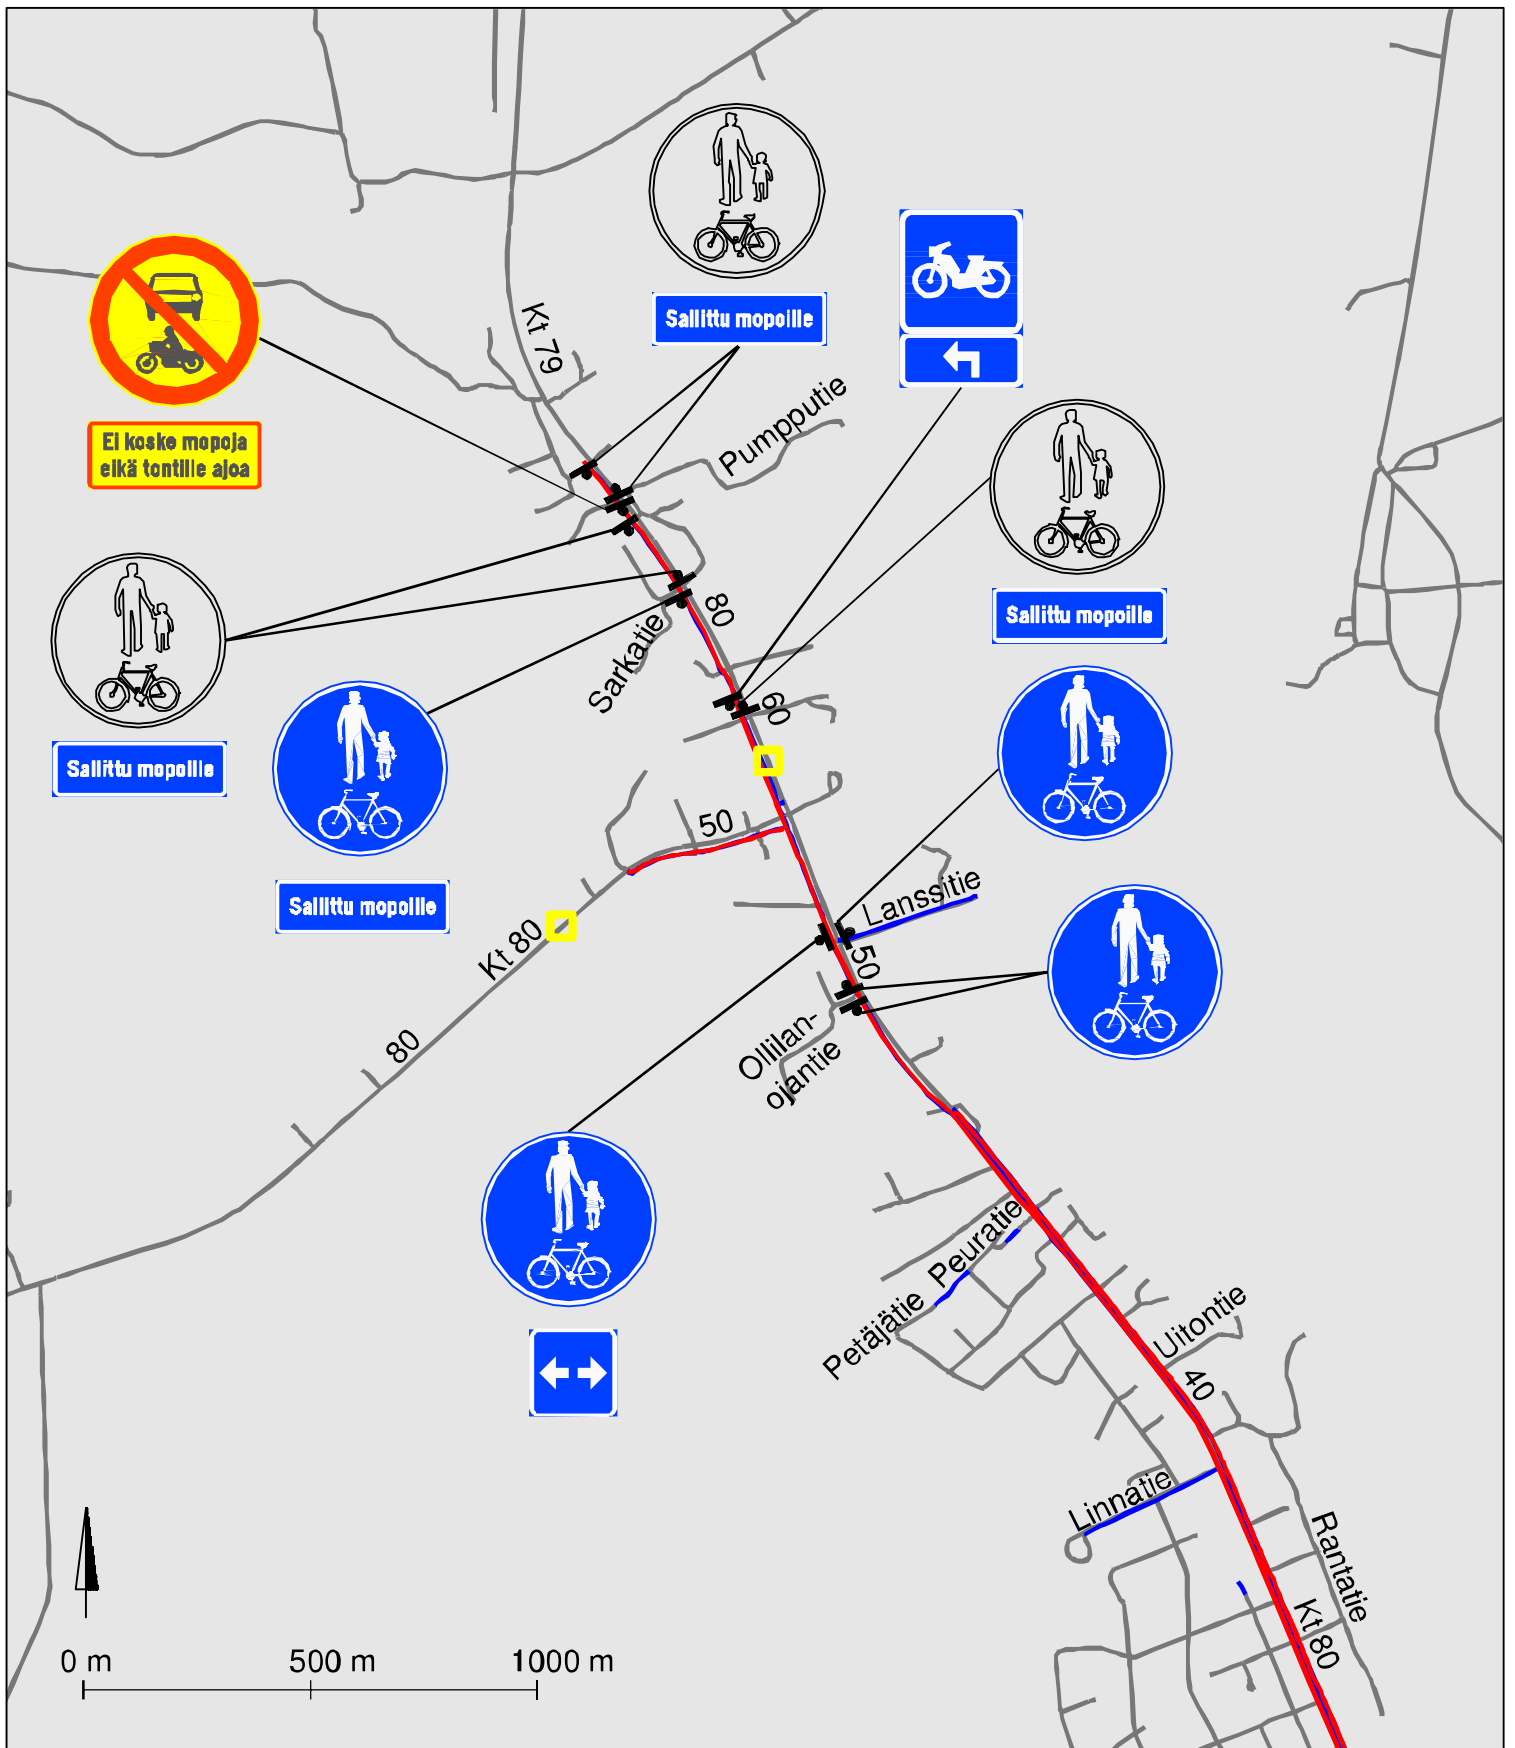 Sallittu mopoille
Kt 79
Pumpputie
Ei koske mopoja
eikä tontille ajoa
80
Sallittu mopoille
Sarkatie
60
Sallittu mopoille
50
Sallittu mopoille
Lanssitie
Kt 80
50
80
Ollilan-
ojantie
Peuratie
Petäjätie
Uitontie
40
Linnatie
Rantatie
Kt 80
0 m
500 m
1000 m